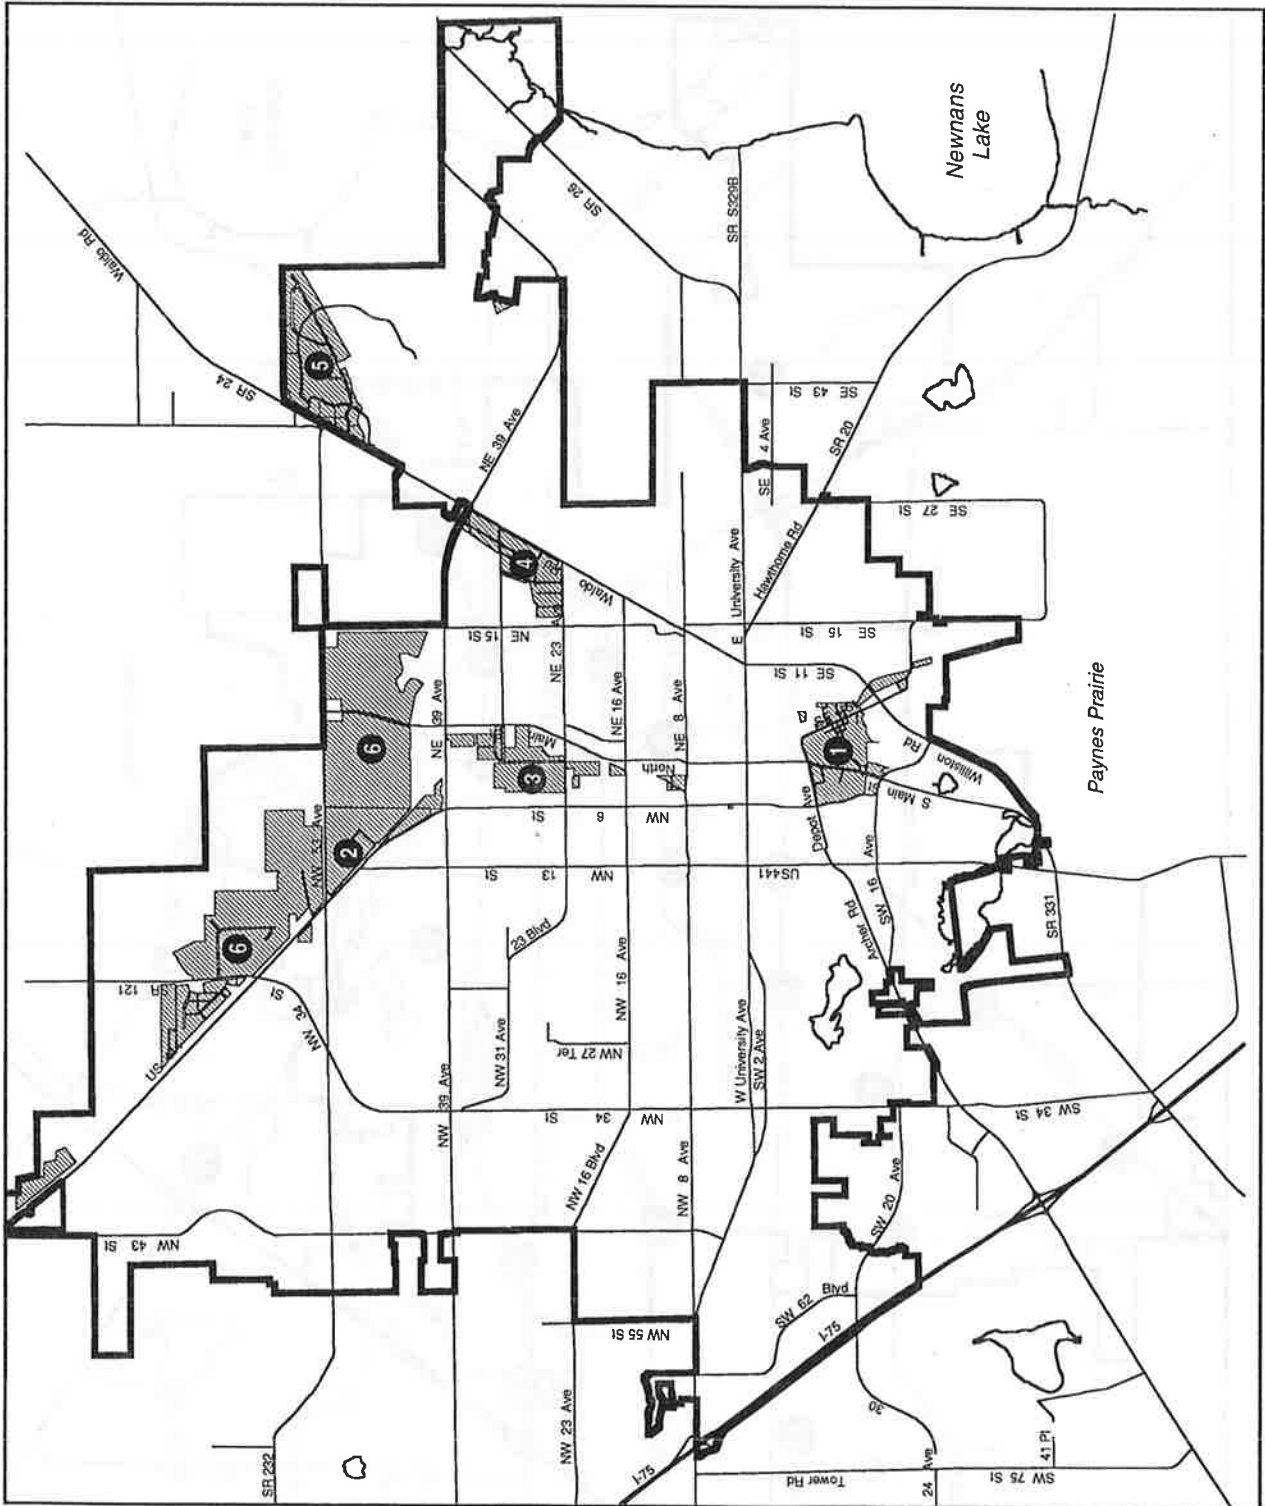 Newnans
Lake
Paynes Prairie
Waldo Rd
SR 24
SR 26
SR S329B
NE 39 Ave
SE 43 St
SE 4 Ave
SR 20
Hawthorne Rd
SE 27 St
E University Ave
SE 15 St
SE 11 St
Waldo
Rd
NE 15 St
NE 23 A
NE 16 Ave
NE 8 Ave
NE 39 Ave
North
Main
S Main
St
Williston
Rd
Depot Ave
SW 16 Ave
Archer Rd
US441
NW 13 St
NW 6 St
NW 53 Ave
SR 331
23 Blvd
NW 16 Ave
NW 31 Ave
NW 27 Ter
W University Ave
SW 2 Ave
NW 34 St
R 121
US
NW 39 Ave
NW 34 St
SW 34 St
NW 16 Blvd
NW 8 Ave
SW 20 Ave
NW 43 St
SW 62 Blvd
I-75
NW 55 St
NW 23 Ave
SR 232
I-75
Tower Rd
30
24 Ave
41 Pl
SW 75 St
1
2
3
4
5
6
6